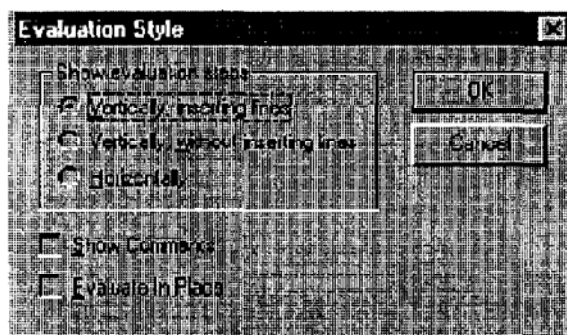 Evaluation Style
Show evaluation steps
Vertically, inserting lines
OK
Vertically, without inserting lines
Cancel
Horizontally
Show Comments
Evaluate In Place